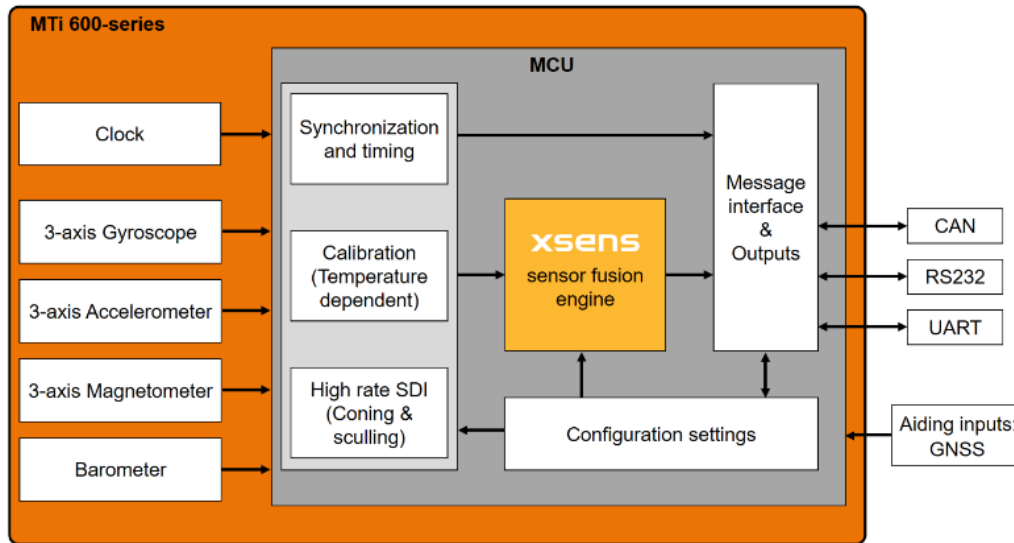 MTi 600-series
MCU
Clock
3-axis Gyroscope
3-axis Accelerometer
3-axis Magnetometer
Barometer
Synchronization
and timing
Calibration
(Temperature
dependent)
High rate SDI
(Coning &
sculling)
xsens
sensor fusion
engine
Configuration settings
Message
interface
&
Outputs
CAN
RS232
UART
Aiding inputs:
GNSS